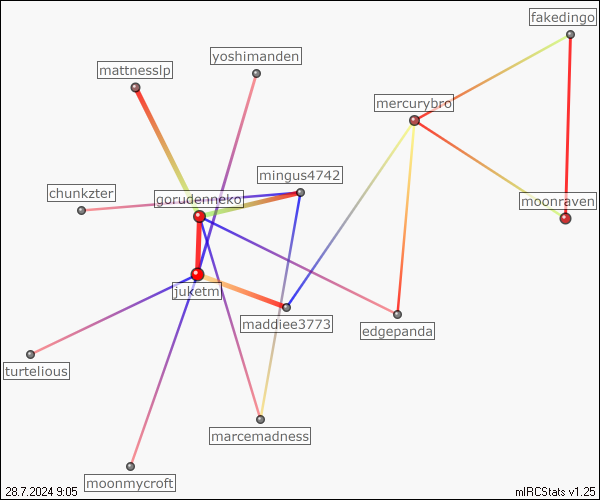 fakedingo
yoshimanden
mattnesslp
mercurybro
mingus4742
chunkzter
gordenneko
moonraven
juketm
maddiee3773
edgepanda
turtelious
marcemadness
moonmycroft
28.7.2024 9:05
mIRCStats v1.25